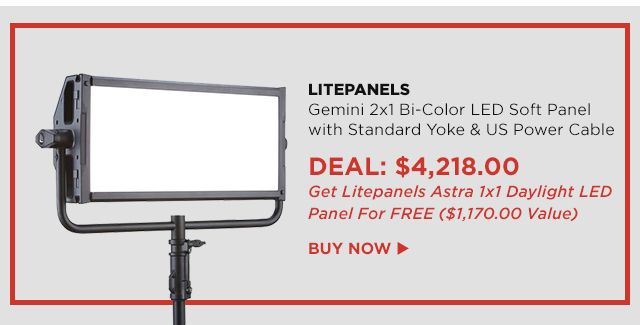 LITEPANELS
Gemini 2x1 Bi-Color LED Soft Panel
with Standard Yoke & US Power Cable
DEAL: $4,218.00
Get Litepanels Astra 1x1 Daylight LED
Panel For FREE ($1,170.00 Value)
BUY NOW ▶